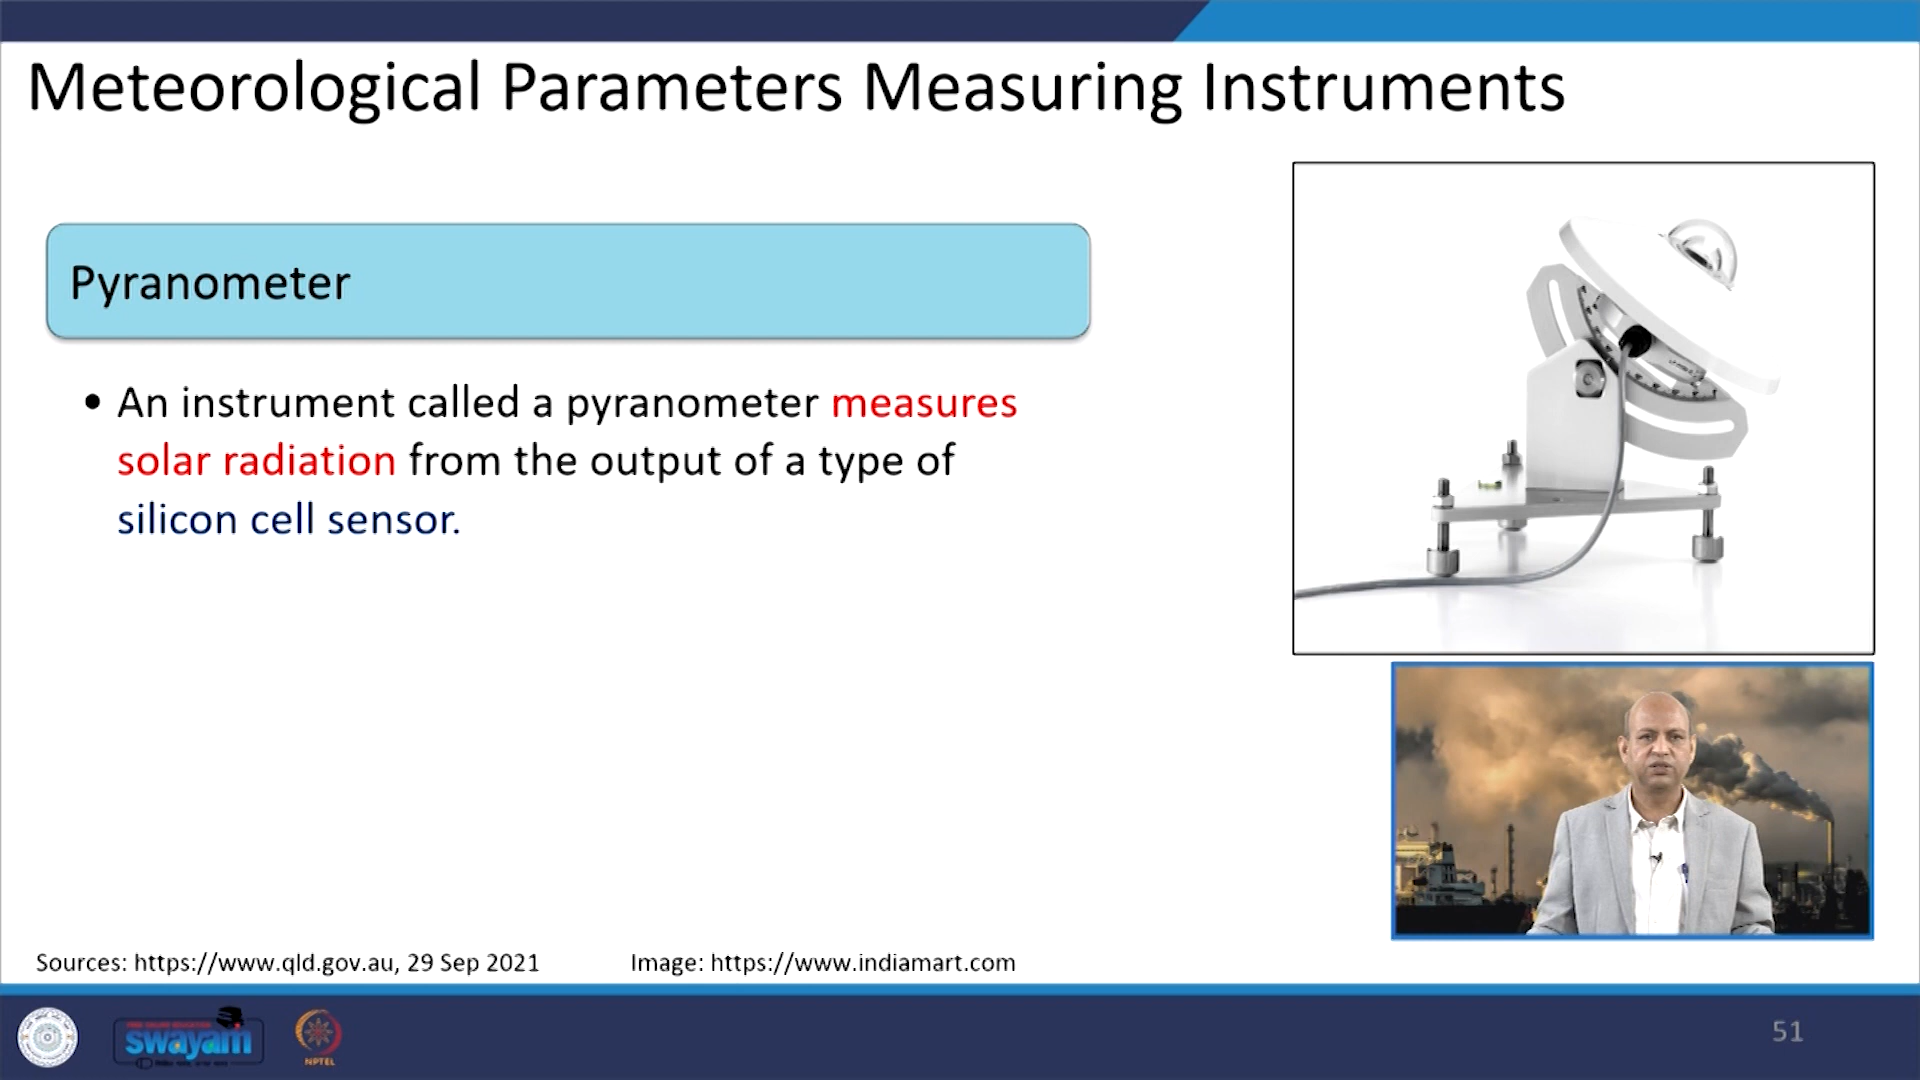 Meteorological Parameters Measuring Instruments
Pyranometer
• An instrument called a pyranometer measures
solar radiation from the output of a type of
silicon cell sensor.
Sources: https://www.qld.gov.au, 29 Sep 2021
Image: https://www.indiamart.com
swayam
NPTEL
51